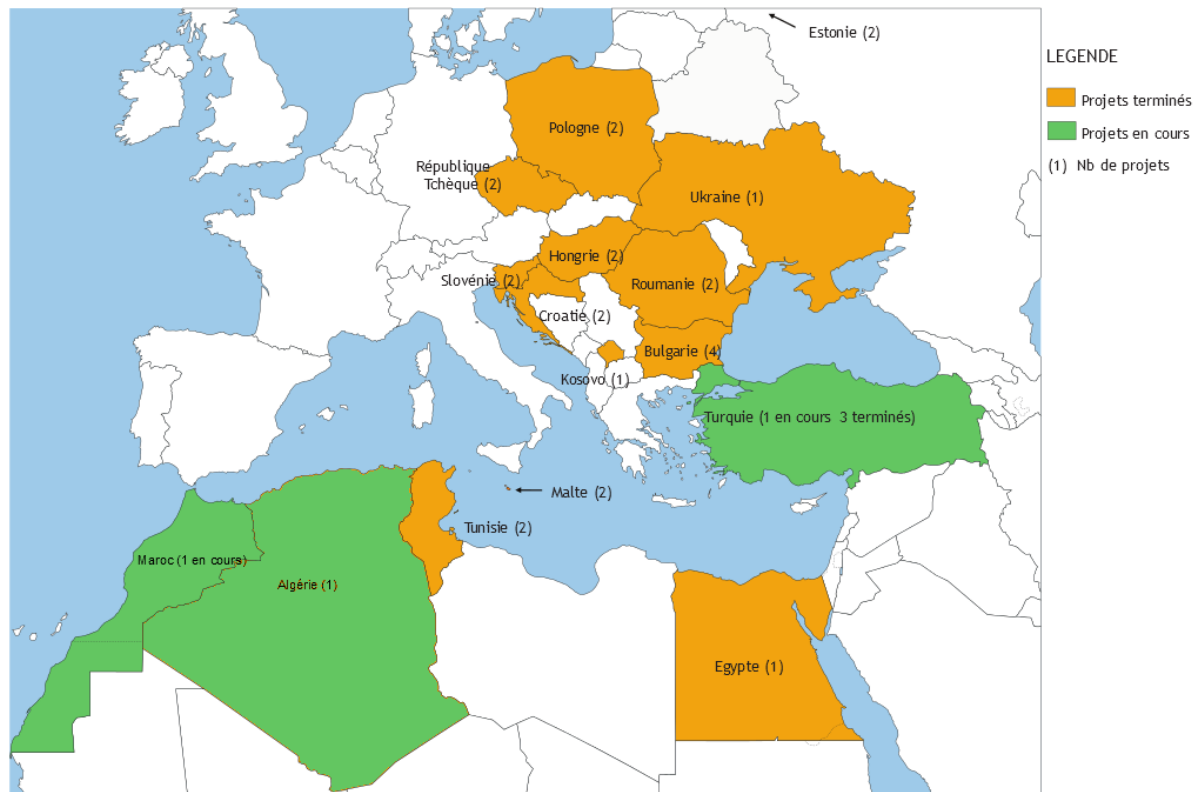 Estonie (2)
LEGENDE
Projets terminés
Projets en cours
(1) Nb de projets
Pologne (2)
République
Tchèque (2)
Ukraine (1)
Hongrie (2)
Slovénie (2)
Roumanie (2)
Croatie (2)
Bulgarie (4)
Kosovo (1)
Turquie (1 en cours 3 terminés)
Malte (2)
Tunisie (2)
Maroc (1 en cours)
Algérie (1)
Egypte (1)